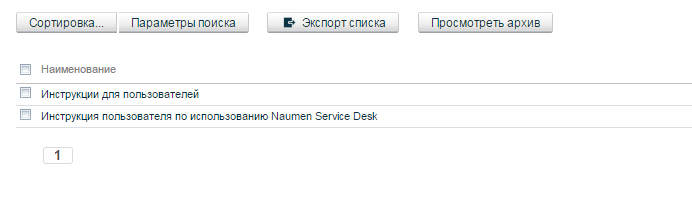 Сортировка... Параметры поиска Экспорт списка Просмотреть архив
Наименование
Инструкции для пользователей
Инструкция пользователя по использованию Naumen Service Desk
1